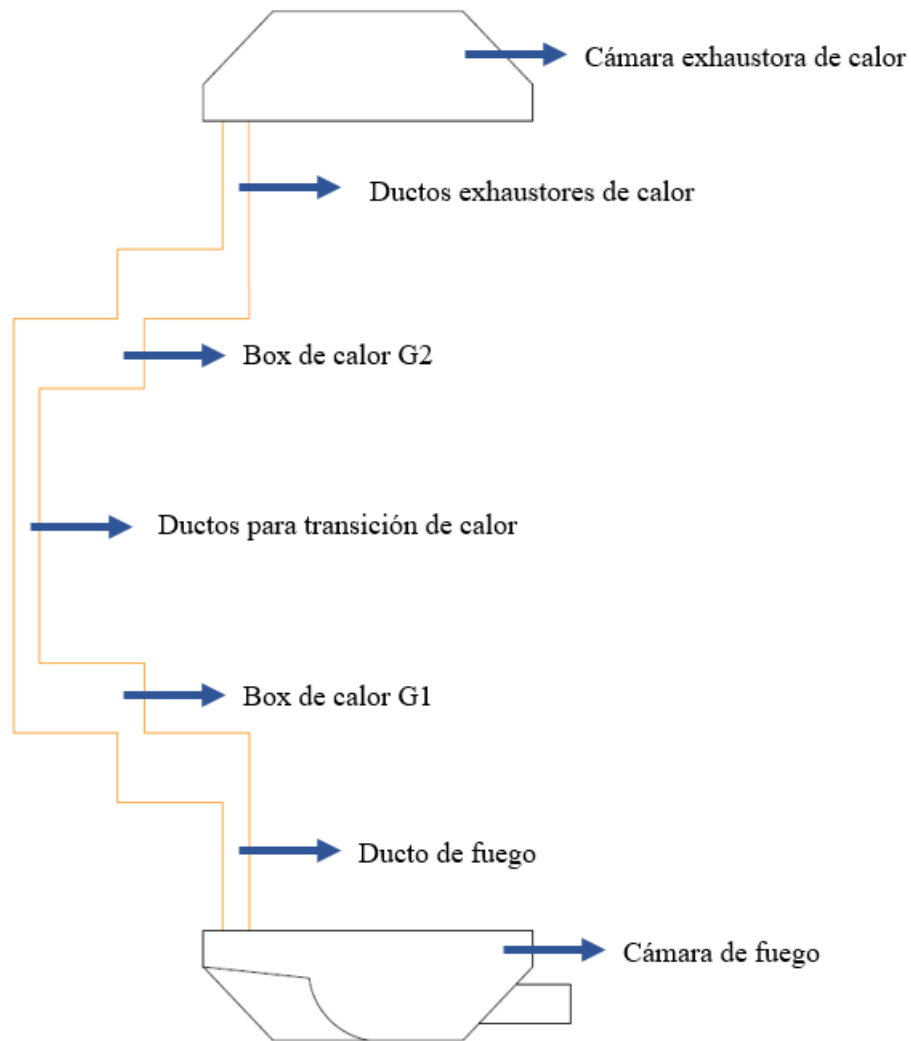 Cámara exhaustora de calor
Ductos exhaustores de calor
Box de calor G2
Ductos para transición de calor
Box de calor G1
Ducto de fuego
Cámara de fuego